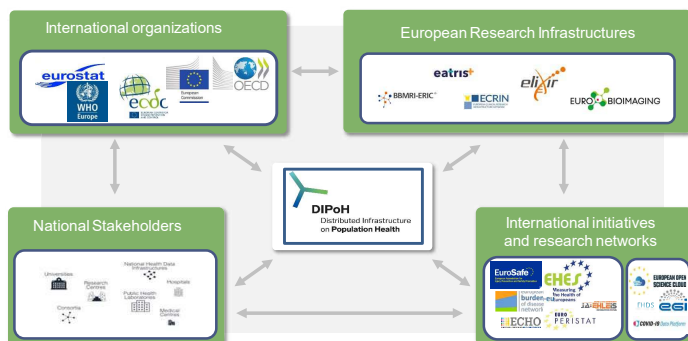 International organizations
eurostat
WHO
Europe
ecdc
European
Commission
OECD
European Research Infrastructures
eatris+
BBMRI-ERIC
ECRIN
elixir
EURO BIOIMAGING
DIPoH
Distributed Infrastructure
on Population Health
National Stakeholders
Universities
Research
Centres
Consortia
National Health Data
Infrastructures
Public Health
Laboratories
Hospitals
Medical
Centres
International initiatives
and research networks
EuroSafe
EHES
Measuring
the Health of
Europeans
burden-eu
of disease
network
ECHO
EURO
PERISTAT
EUROPEAN OPEN
SCIENCE CLOUD
COVID-19 Data Platform